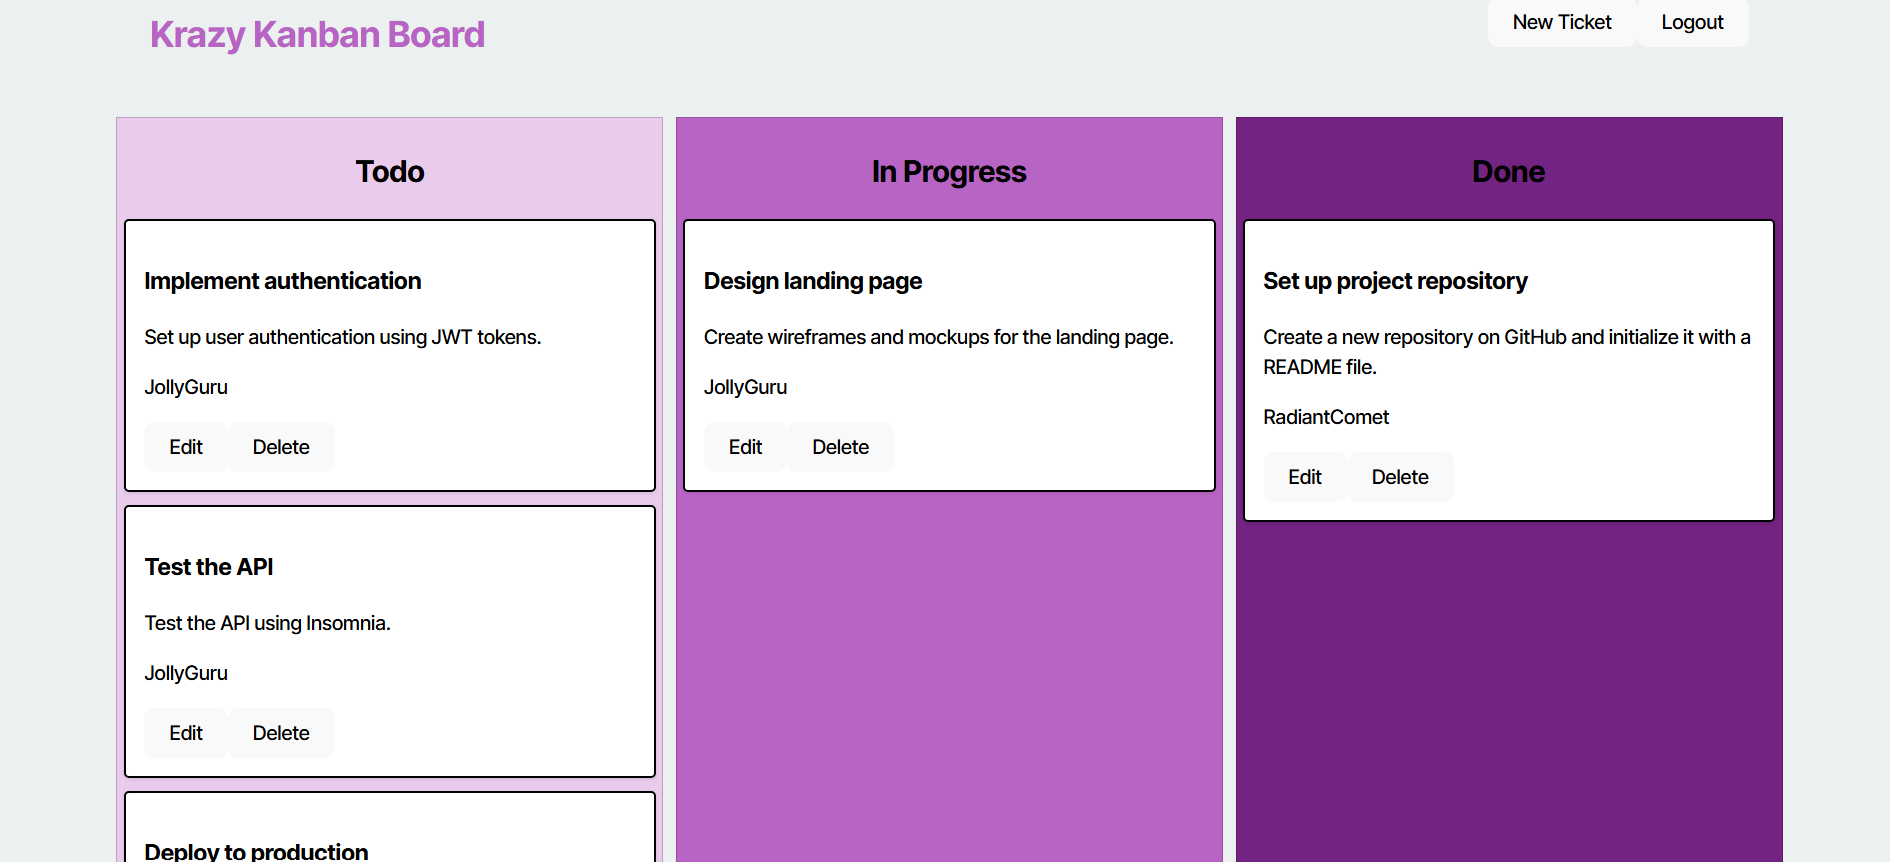 Krazy Kanban Board
New Ticket
Logout
Todo
Implement authentication
Set up user authentication using JWT tokens.
JollyGuru
Edit
Delete
Test the API
Test the API using Insomnia.
JollyGuru
Edit
Delete
Deploy to production
In Progress
Design landing page
Create wireframes and mockups for the landing page.
JollyGuru
Edit
Delete
Done
Set up project repository
Create a new repository on GitHub and initialize it with a
README file.
RadiantComet
Edit
Delete